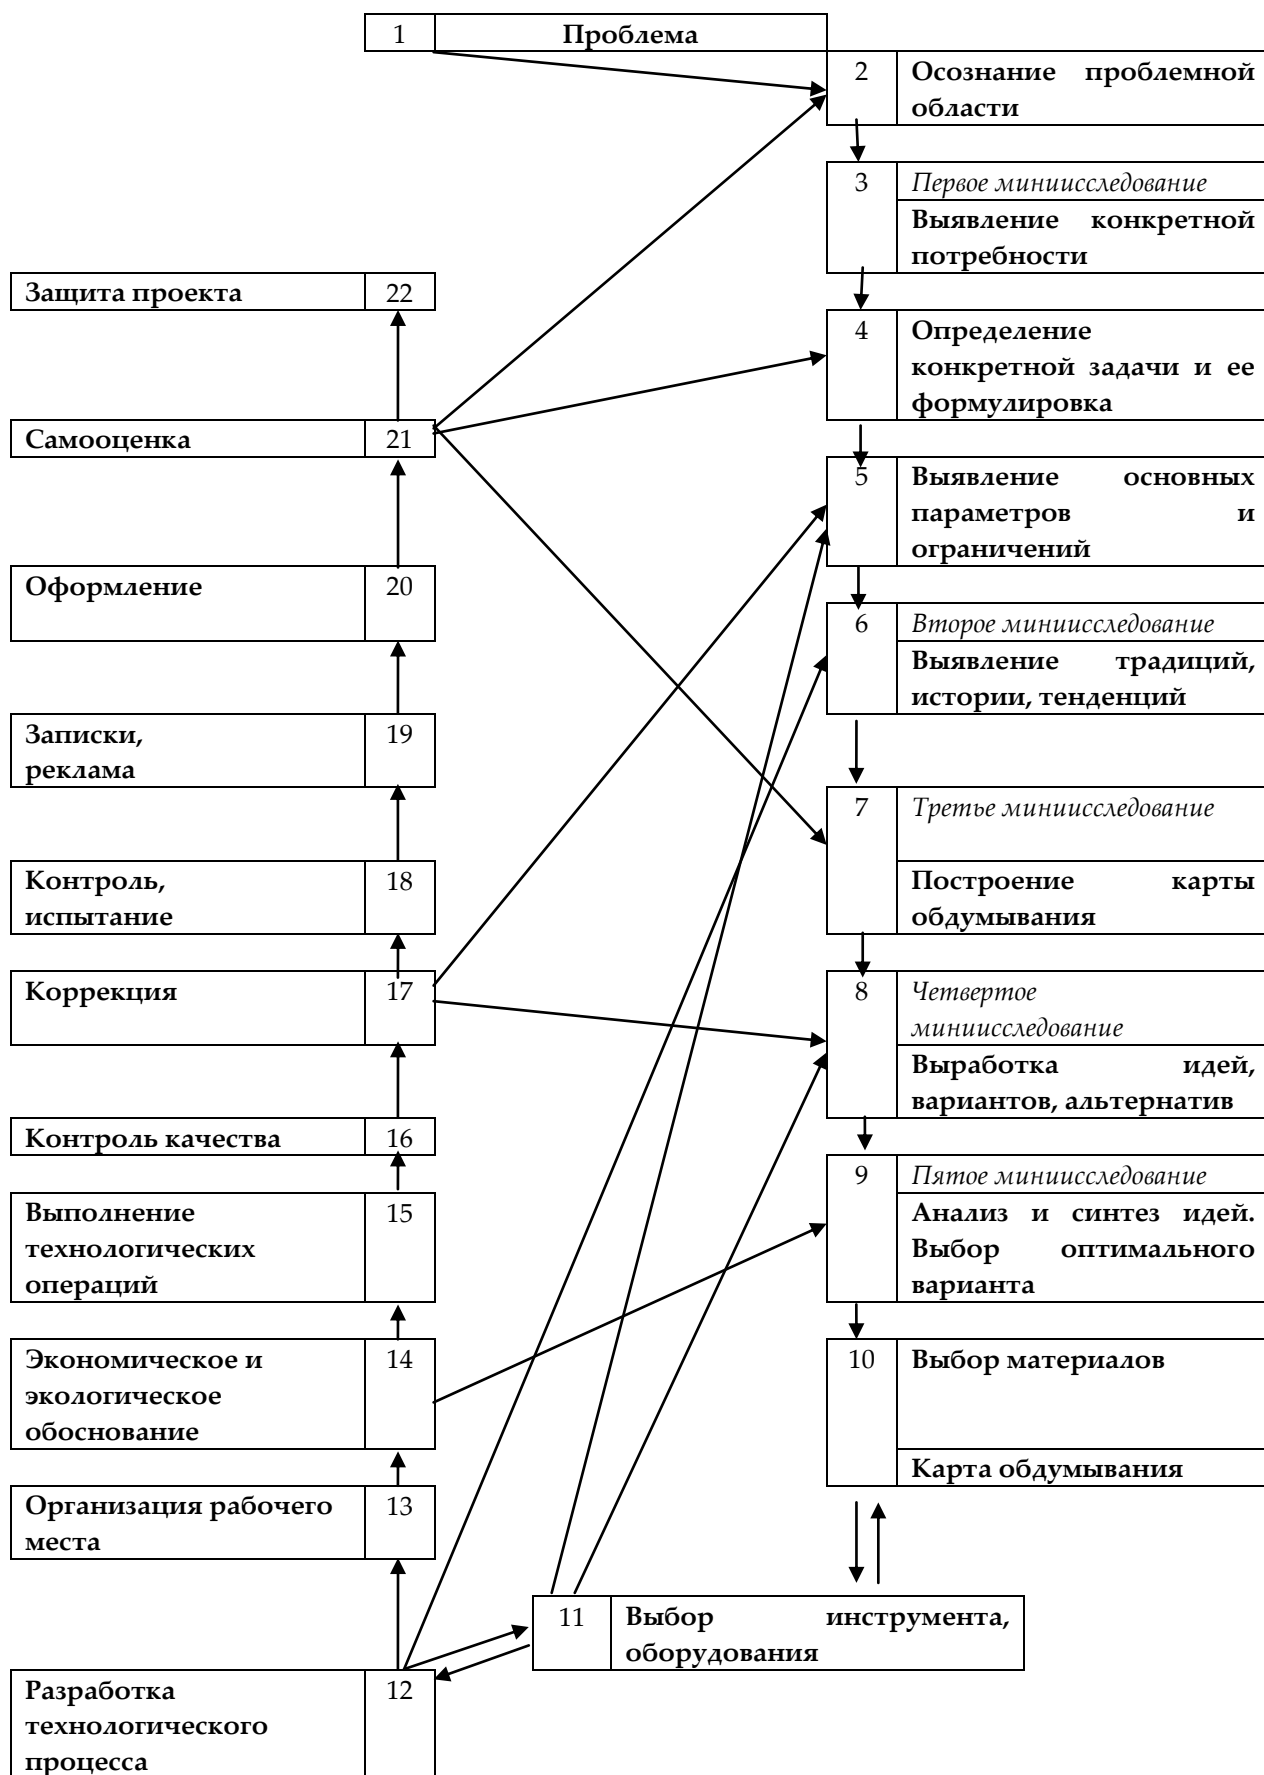 1 Проблема
2 Осознание проблемной
области
3 Первое миниисследование
Выявление конкретной
потребности
4 Определение
конкретной задачи и ее
формулировка
5 Выявление основных
параметров и
ограничений
6 Второе миниисследование
Выявление традиций,
истории, тенденций
7 Третье миниисследование
Построение карты
обдумывания
8 Четвертое
миниисследование
Выработка идей,
вариантов, альтернатив
9 Пятое миниисследование
Анализ и синтез идей.
Выбор оптимального
варианта
10 Выбор материалов
Карта обдумывания
11 Выбор инструмента,
оборудования
Разработка 12
технологического
процесса
Организация рабочего 13
места
Экономическое и 14
экологическое
обоснование
Выполнение 15
технологических
операций
Контроль качества 16
Коррекция 17
Контроль, 18
испытание
Записки, 19
реклама
Оформление 20
Самооценка 21
Защита проекта 22